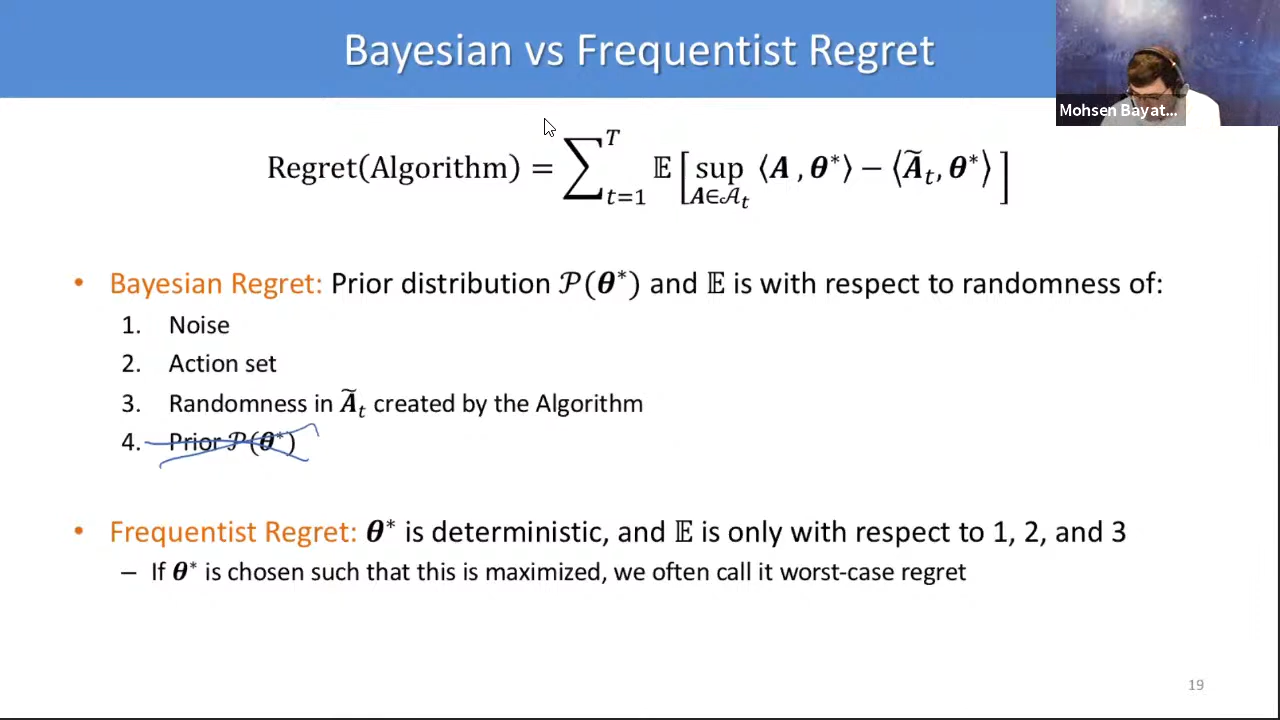 Bayesian vs Frequentist Regret
Mohsen Bayat...
Regret(Algorithm) = ∑_{t=1}^{T} 𝔼 [ sup_{A∈𝒜_t} ⟨A , θ*⟩ − ⟨Ã_t, θ*⟩ ]
• Bayesian Regret: Prior distribution 𝒫(θ*) and 𝔼 is with respect to randomness of:
1. Noise
2. Action set
3. Randomness in Ã_t created by the Algorithm
4. Prior 𝒫(θ*)
• Frequentist Regret: θ* is deterministic, and 𝔼 is only with respect to 1, 2, and 3
– If θ* is chosen such that this is maximized, we often call it worst-case regret
19